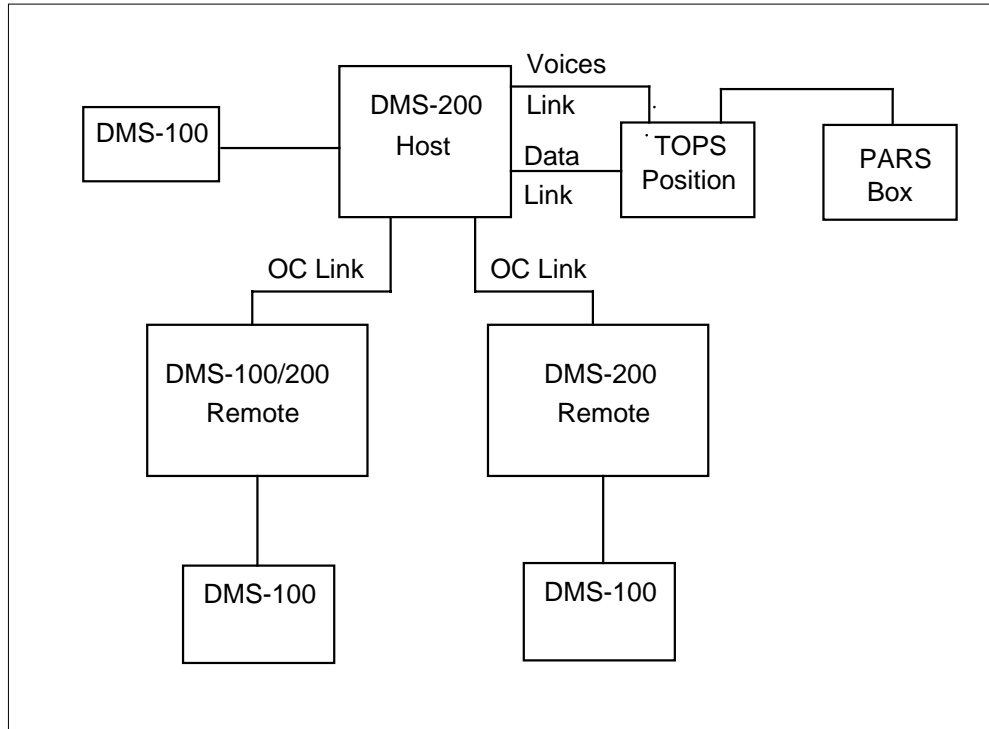 Voices
Link
DMS-200
Host
DMS-100
Data
Link
TOPS
Position
PARS
Box
OC Link
OC Link
DMS-100/200
Remote
DMS-200
Remote
DMS-100
DMS-100